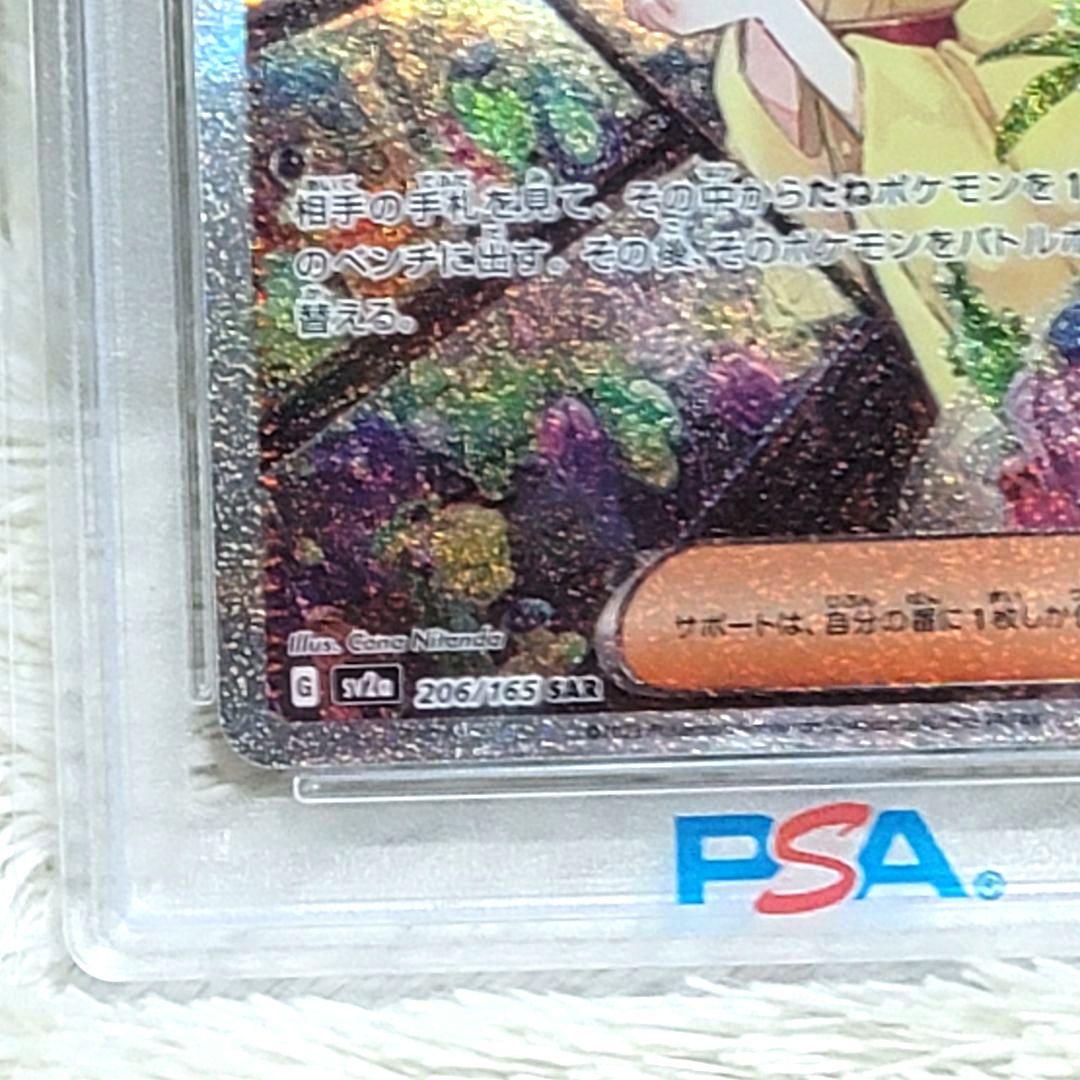 相手の手札を見て、その中からたねポケモンを1
のベンチに出す。その後、そのポケモンをバトルポ
替える。
サポートは、自分の番に1枚しか
Illus. Cona Nitanda
G sv2a 206/165 SAR
PSA